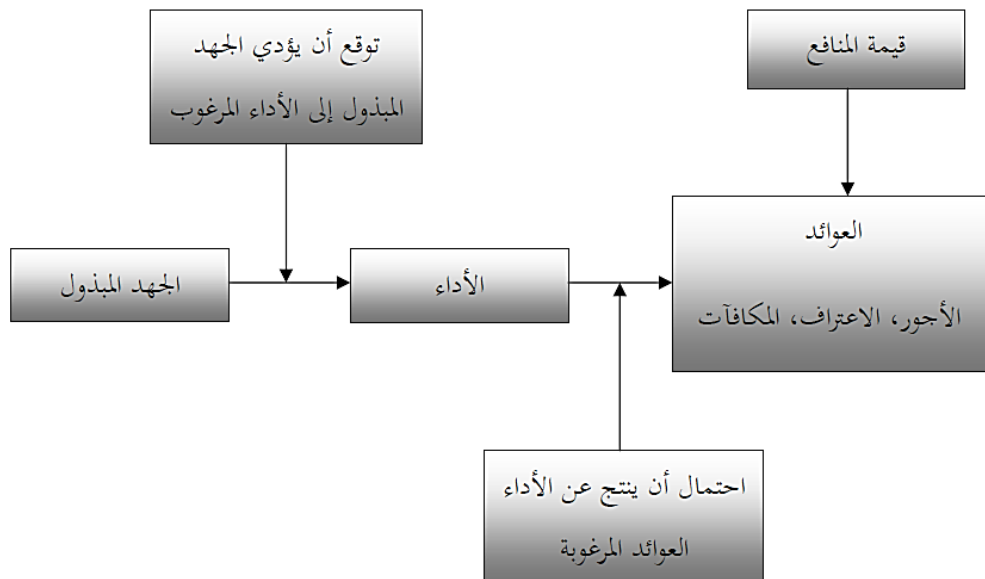 توقع أن يؤدي الجهد
المبذول إلى الأداء المرغوب
قيمة المنافع
العوائد
الأجور، الاعتراف، المكافآت
الأداء
الجهد المبذول
احتمال أن ينتج عن الأداء
العوائد المرغوبة